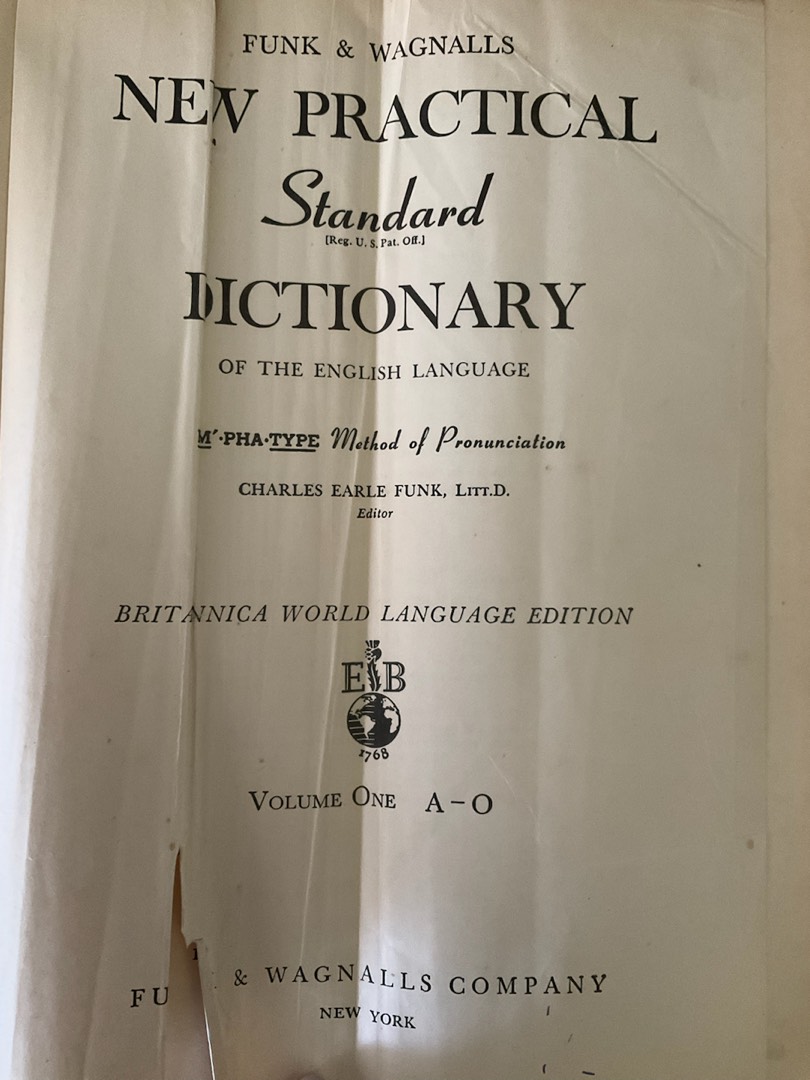 FUNK & WAGNALLS
NEW PRACTICAL
Standard
[Reg. U. S. Pat. Off.]
DICTIONARY
OF THE ENGLISH LANGUAGE
M′·PHA·TYPE Method of Pronunciation
CHARLES EARLE FUNK, LITT.D.
Editor
BRITANNICA WORLD LANGUAGE EDITION
EB
1768
VOLUME ONE A–O
FU & WAGNALLS COMPANY
NEW YORK